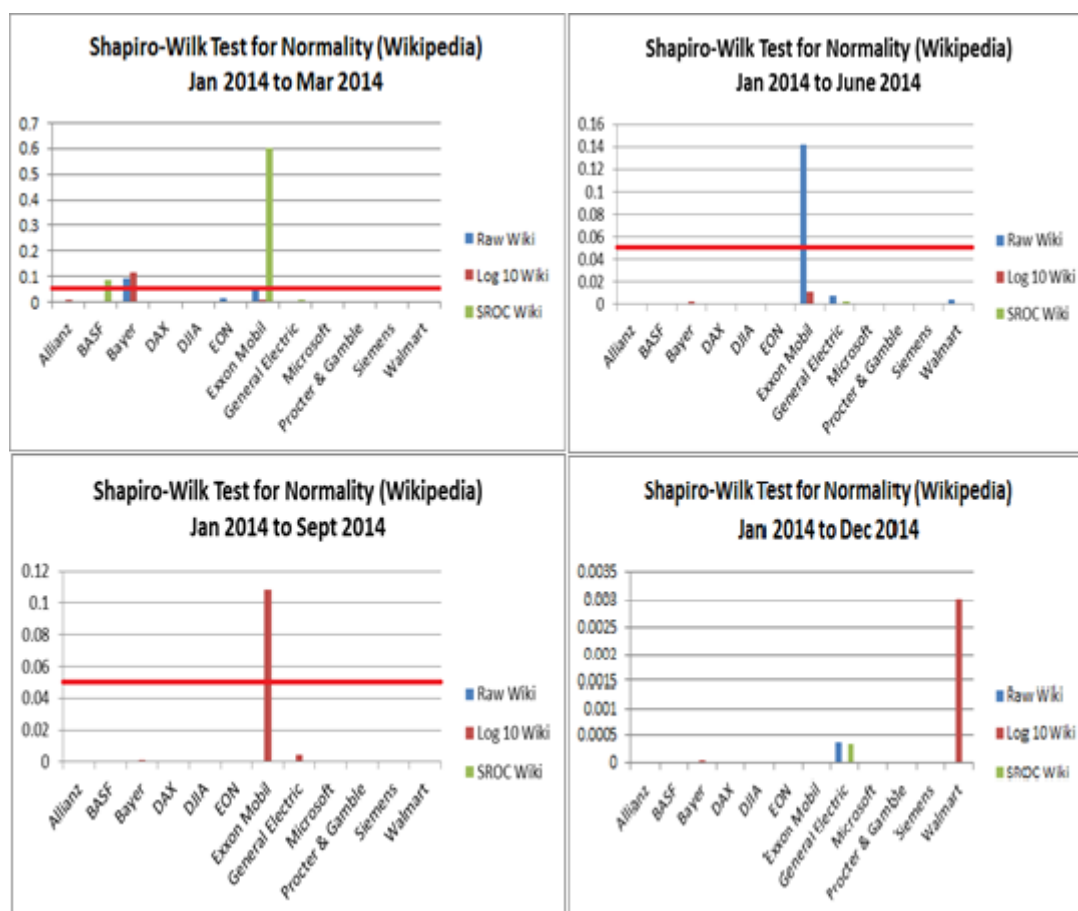 Shapiro-Wilk Test for Normality (Wikipedia)
Jan 2014 to Mar 2014
0.7
0.6
0.5
0.4
0.3
0.2
0.1
0
Allianz
BASF
Bayer
DAX
DJIA
EON
Exxon Mobil
General Electric
Microsoft
Procter & Gamble
Siemens
Walmart
Raw Wiki
Log 10 Wiki
SROC Wiki
Shapiro-Wilk Test for Normality (Wikipedia)
Jan 2014 to June 2014
0.16
0.14
0.12
0.1
0.08
0.06
0.04
0.02
0
Allianz
BASF
Bayer
DAX
DJIA
EON
Exxon Mobil
General Electric
Microsoft
Procter & Gamble
Siemens
Walmart
Raw Wiki
Log 10 Wiki
SROC Wiki
Shapiro-Wilk Test for Normality (Wikipedia)
Jan 2014 to Sept 2014
0.12
0.1
0.08
0.06
0.04
0.02
0
Allianz
BASF
Bayer
DAX
DJIA
EON
Exxon Mobil
General Electric
Microsoft
Procter & Gamble
Siemens
Walmart
Raw Wiki
Log 10 Wiki
SROC Wiki
Shapiro-Wilk Test for Normality (Wikipedia)
Jan 2014 to Dec 2014
0.0035
0.003
0.0025
0.002
0.0015
0.001
0.0005
0
Allianz
BASF
Bayer
DAX
DJIA
EON
Exxon Mobil
General Electric
Microsoft
Procter & Gamble
Siemens
Walmart
Raw Wiki
Log 10 Wiki
SROC Wiki